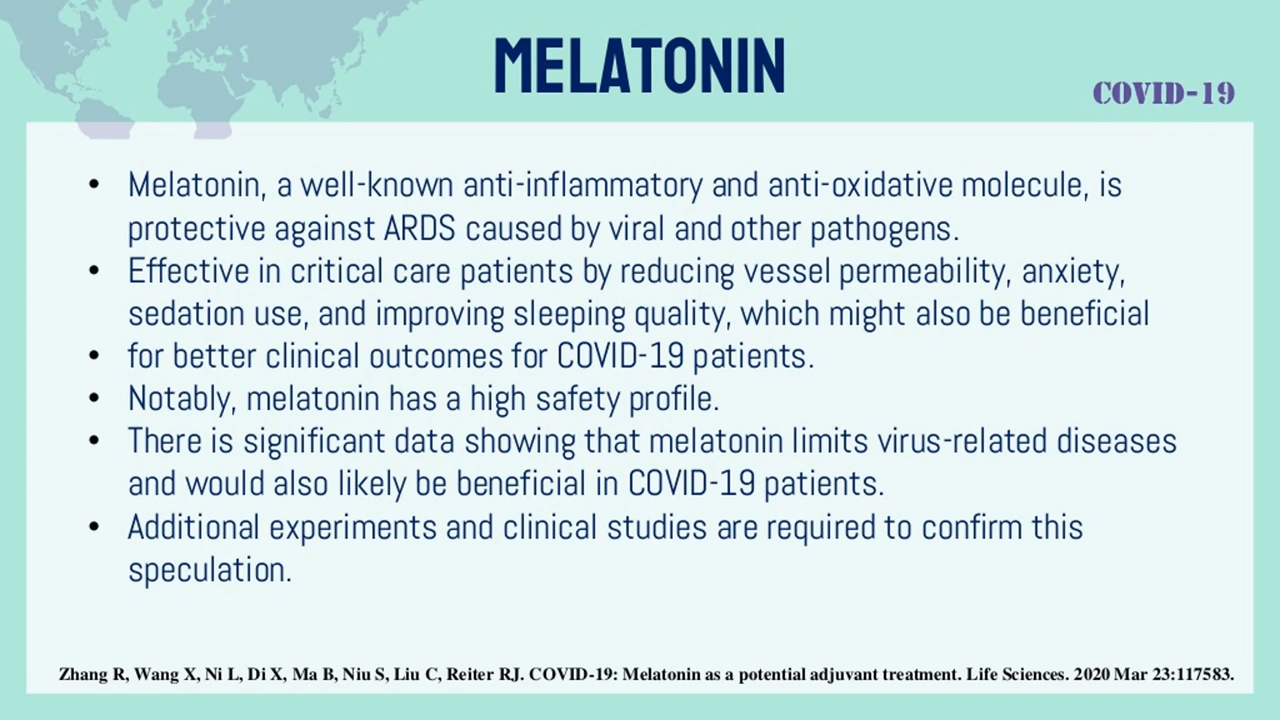 MELATONIN
COVID-19
• Melatonin, a well-known anti-inflammatory and anti-oxidative molecule, is
protective against ARDS caused by viral and other pathogens.
• Effective in critical care patients by reducing vessel permeability, anxiety,
sedation use, and improving sleeping quality, which might also be beneficial
• for better clinical outcomes for COVID-19 patients.
• Notably, melatonin has a high safety profile.
• There is significant data showing that melatonin limits virus-related diseases
and would also likely be beneficial in COVID-19 patients.
• Additional experiments and clinical studies are required to confirm this
speculation.
Zhang R, Wang X, Ni L, Di X, Ma B, Niu S, Liu C, Reiter RJ. COVID-19: Melatonin as a potential adjuvant treatment. Life Sciences. 2020 Mar 23:117583.